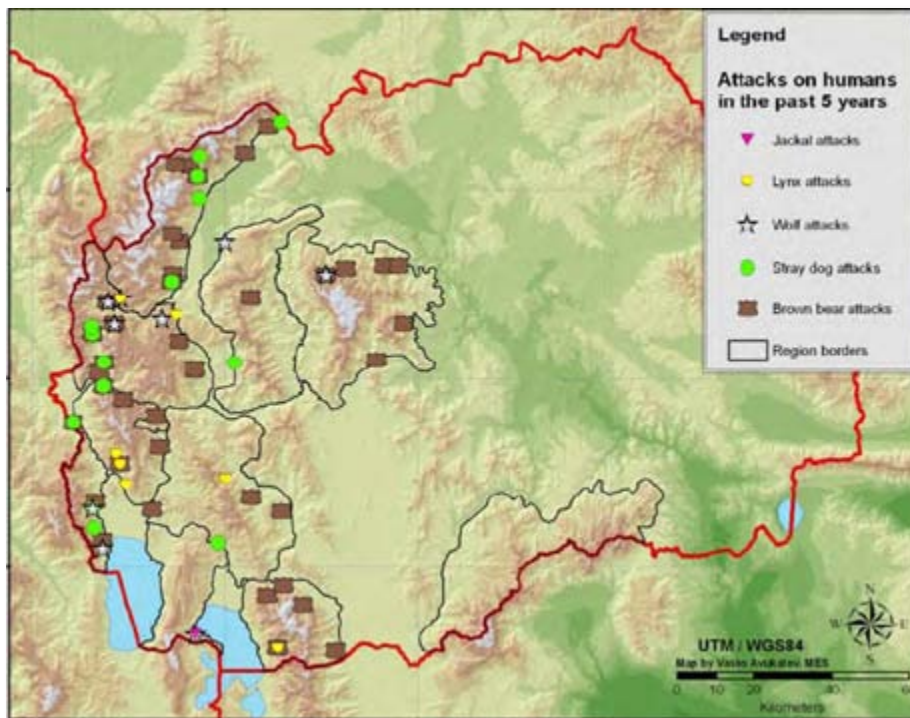 Legend
Attacks on humans
in the past 5 years
Jackal attacks
Lynx attacks
Wolf attacks
Stray dog attacks
Brown bear attacks
Region borders
N
W E
S
UTM / WGS84
Map by Vasko Avukatov, MES
0 10 20 40 60
Kilometers